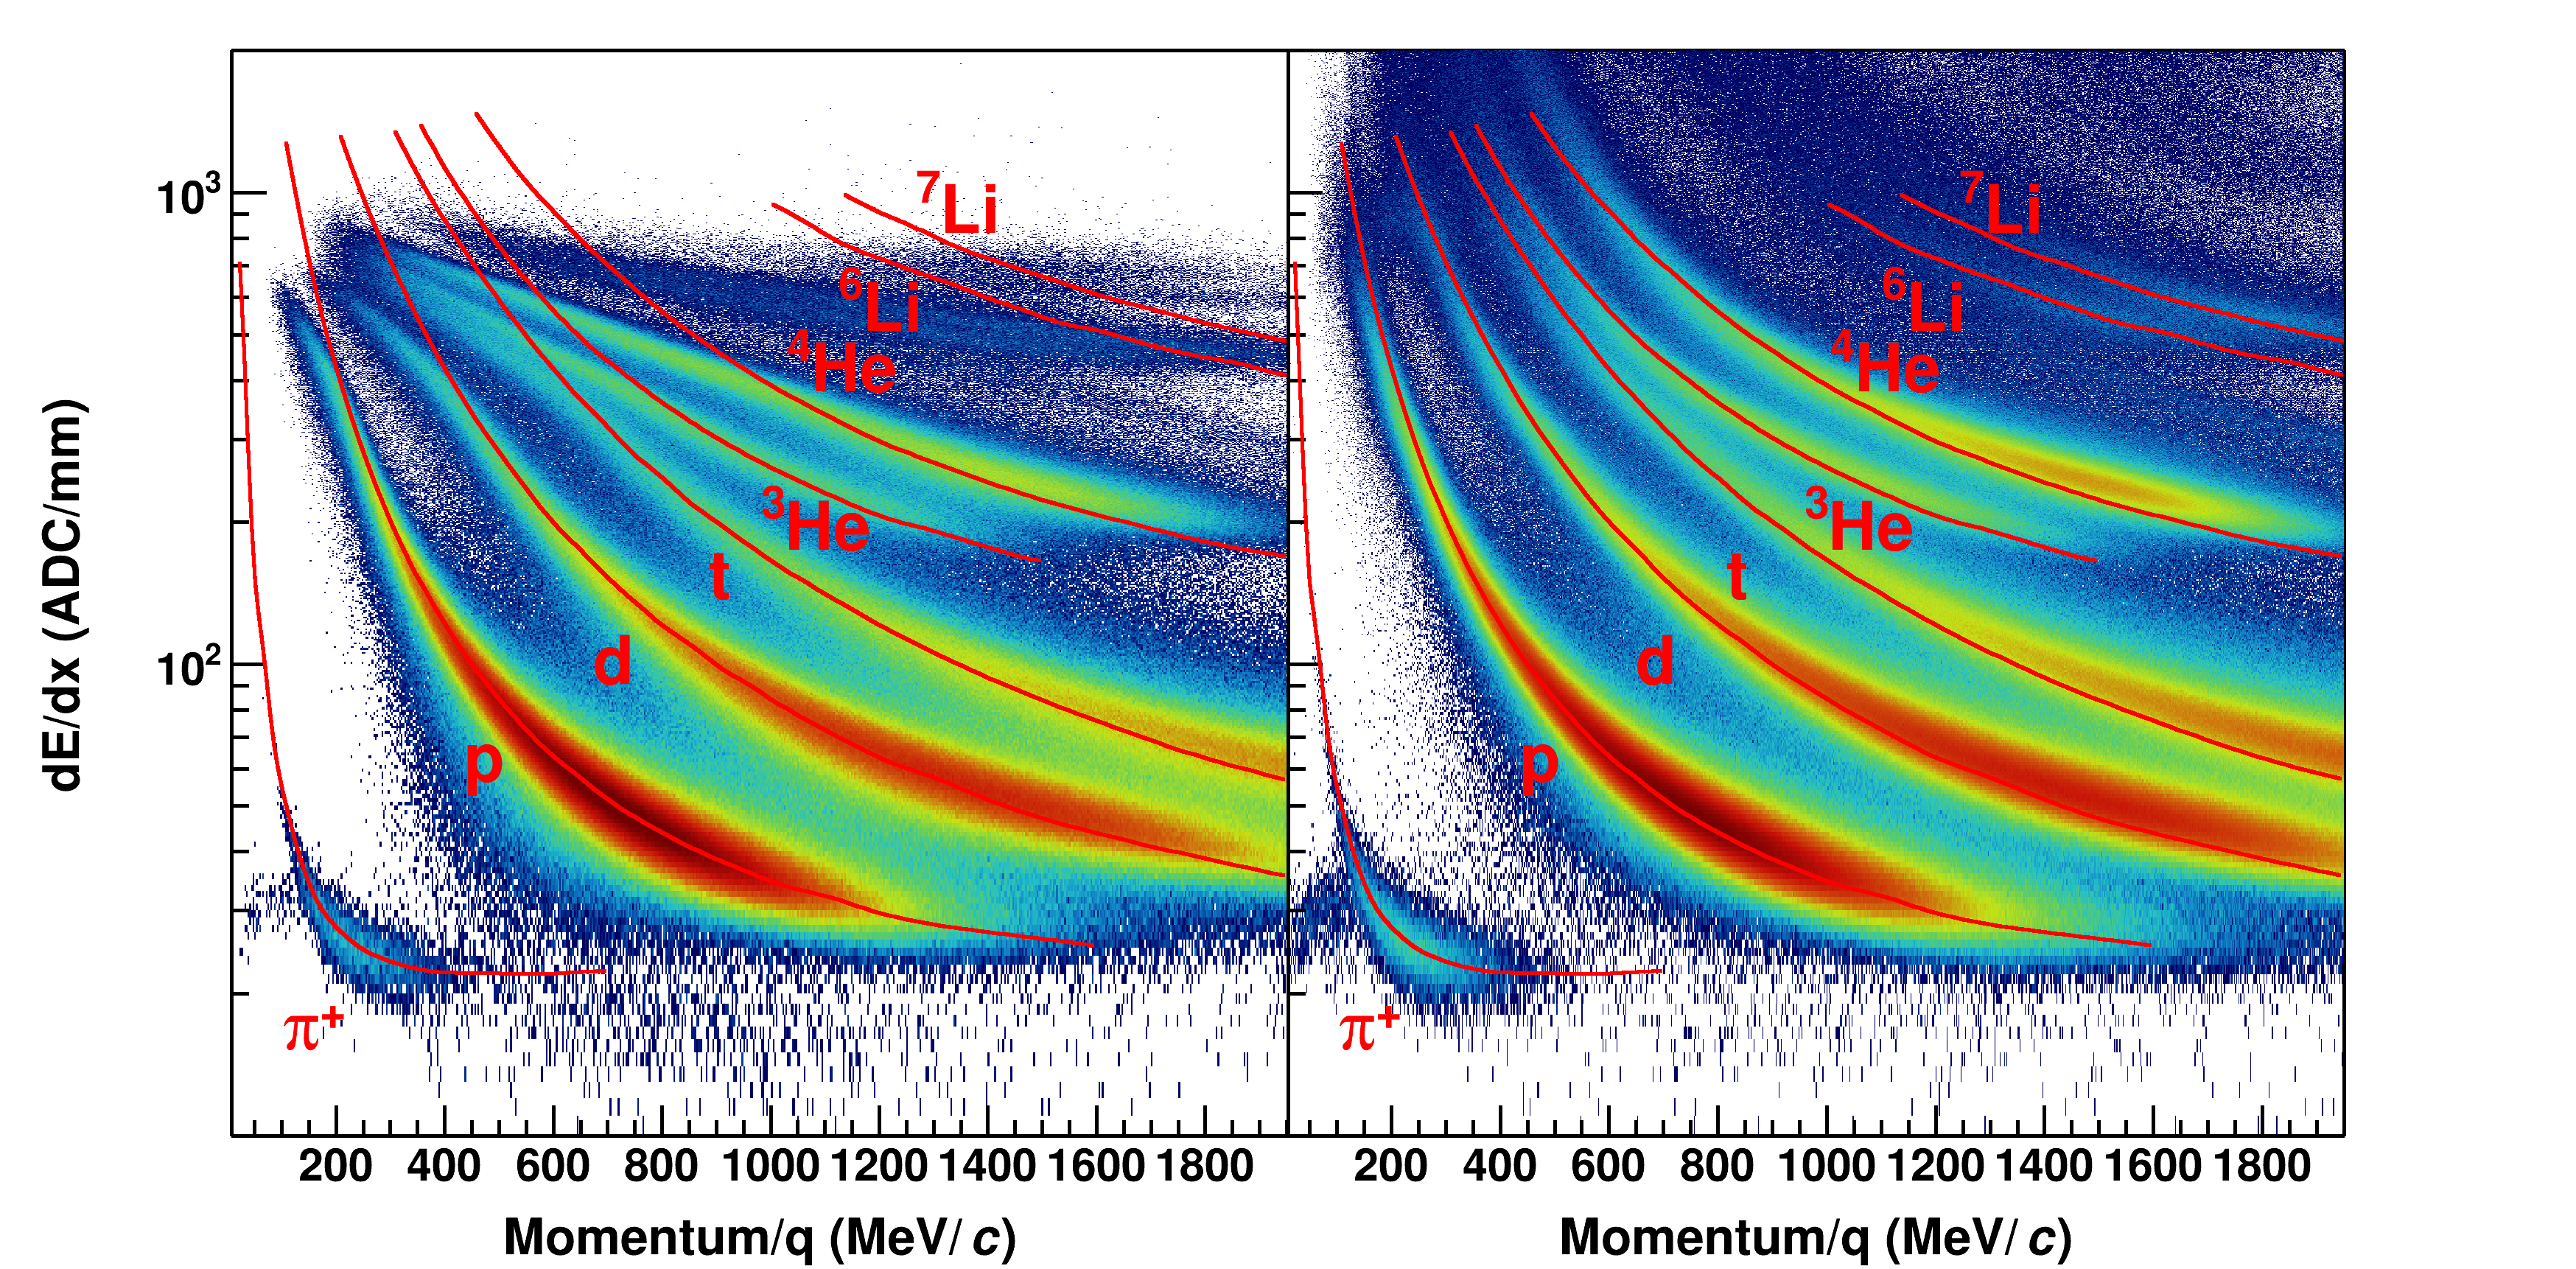 dE/dx (ADC/mm)
10³
10²
⁷Li
⁶Li
⁴He
³He
t
d
p
π⁺
200 400 600 800 1000 1200 1400 1600 1800
Momentum/q (MeV/c)
⁷Li
⁶Li
⁴He
³He
t
d
p
π⁺
200 400 600 800 1000 1200 1400 1600 1800
Momentum/q (MeV/c)